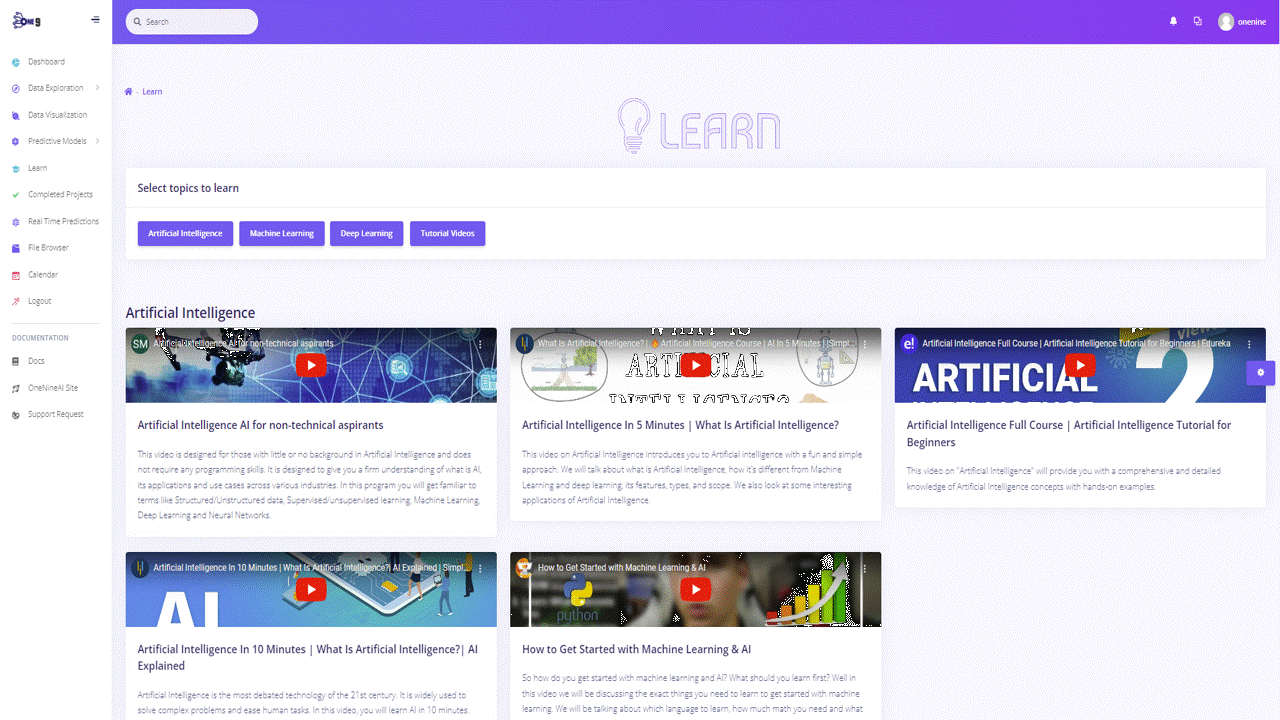 ONE 9
Search
onenine
Dashboard
Data Exploration
Data Visualization
Predictive Models
Learn
Completed Projects
Real Time Predictions
File Browser
Calendar
Logout
DOCUMENTATION
Docs
OneNineAI Site
Support Request
- Learn
LEARN
Select topics to learn
Artificial Intelligence
Machine Learning
Deep Learning
Tutorial Videos
Artificial Intelligence
SM
Artificial Intelligence AI for non-technical aspirants
Artificial Intelligence AI for non-technical aspirants
This video is designed for those with little or no background in Artificial Intelligence and does
not require any programming skills. It is designed to give you a firm understanding of what is AI,
its applications and use cases across various industries. In this program you will get familiar to
terms like Structured/Unstructured data, Supervised/unsupervised learning, Machine Learning,
Deep Learning and Neural Networks.
What Is Artificial Intelligence? | Artificial Intelligence Course | AI In 5 Minutes | Simpl...
WHAT IS
ARTIFICIAL
INTELLIGENCE?
Artificial Intelligence In 5 Minutes | What Is Artificial Intelligence?
This video on Artificial Intelligence introduces you to Artificial intelligence with a fun and simple
approach. We will talk about what is Artificial Intelligence, how it's different from Machine
Learning and deep learning, its features, types, and scope. We also look at some interesting
applications of Artificial Intelligence.
e!
Artificial Intelligence Full Course | Artificial Intelligence Tutorial for Beginners | Edureka
views
ARTIFICIAL
2
Artificial Intelligence Full Course | Artificial Intelligence Tutorial for
Beginners
This video on "Artificial Intelligence" will provide you with a comprehensive and detailed
knowledge of Artificial Intelligence concepts with hands-on examples.
Artificial Intelligence In 10 Minutes | What Is Artificial Intelligence?| AI Explained | Simpl...
AI
Artificial Intelligence In 10 Minutes | What Is Artificial Intelligence?| AI
Explained
Artificial Intelligence is the most debated technology of the 21st century. It is widely used to
solve complex problems and ease human tasks. In this video, you will learn AI in 10 minutes.
How to Get Started with Machine Learning & AI
python
How to Get Started with Machine Learning & AI
So how do you get started with machine learning and AI? What should you learn first? Well in
this video we will be discussing the exact things you need to learn to get started with machine
learning. We will be talking about which language to learn, how much math you need and what